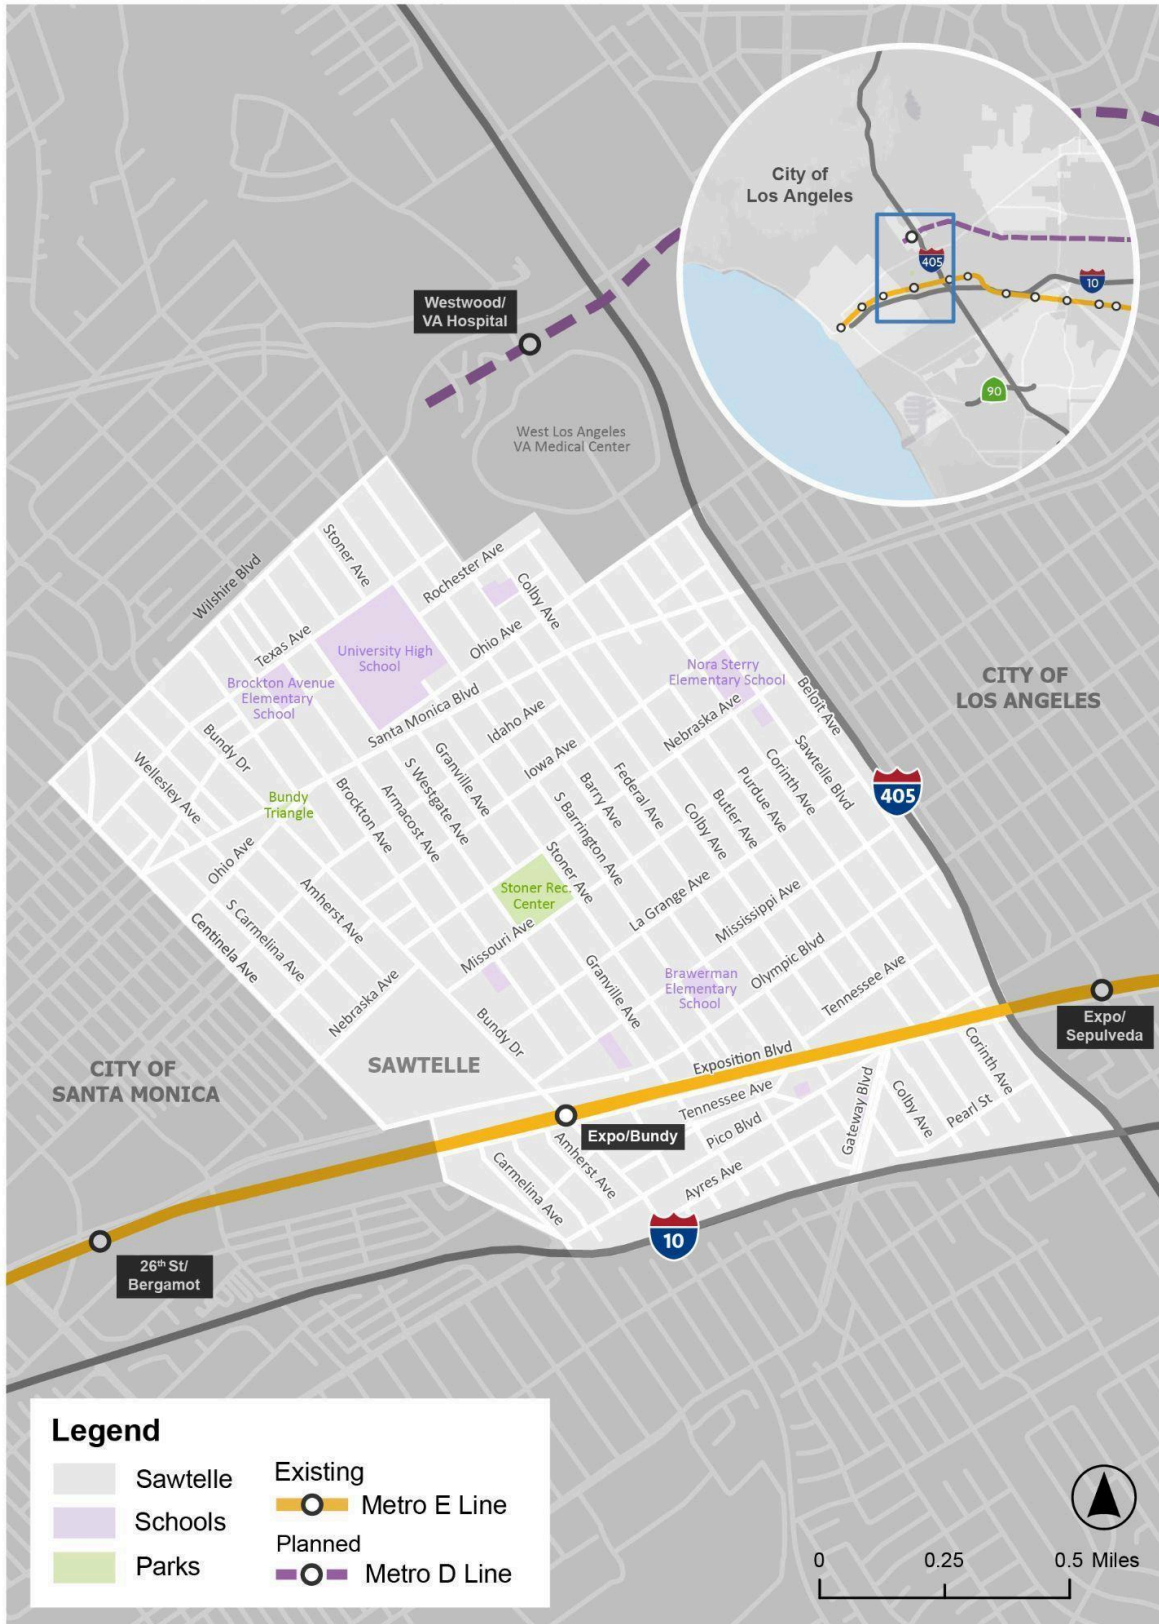 City of
Los Angeles
405
10
90
Westwood/
VA Hospital
West Los Angeles
VA Medical Center
Stoner Ave
Wilshire Blvd
Rochester Ave
Colby Ave
Texas Ave
Ohio Ave
University High
School
Brockton Avenue
Elementary
School
Nora Sterry
Elementary School
CITY OF
LOS ANGELES
Beloit Ave
Santa Monica Blvd
Idaho Ave
Nebraska Ave
Bundy Dr
Wellesley Ave
Granville Ave
Iowa Ave
Sawtelle Blvd
Corinth Ave
Purdue Ave
405
Bundy
Triangle
Brockton Ave
Armacost Ave
S Westgate Ave
Barry Ave
Federal Ave
Butler Ave
Colby Ave
S Barrington Ave
Stoner Ave
Ohio Ave
Amherst Ave
Stoner Rec.
Center
La Grange Ave
Mississippi Ave
S Carmelina Ave
Centinela Ave
Missouri Ave
Olympic Blvd
Nebraska Ave
Granville Ave
Brawerman
Elementary
School
Tennessee Ave
Bundy Dr
Expo/
Sepulveda
SAWTELLE
Exposition Blvd
Corinth Ave
CITY OF
SANTA MONICA
Tennessee Ave
Gateway Blvd
Colby Ave
Pearl St
Expo/Bundy
Pico Blvd
Amherst Ave
Carmelina Ave
Ayres Ave
10
26th St/
Bergamot
Legend
Sawtelle
Schools
Parks
Existing
Metro E Line
Planned
Metro D Line
0 0.25 0.5 Miles